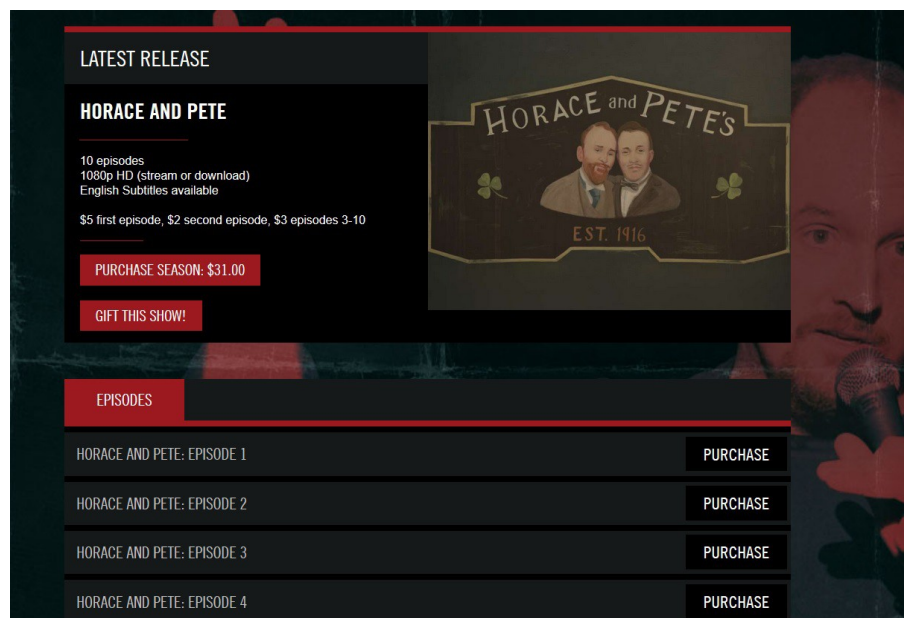 LATEST RELEASE
HORACE AND PETE
10 episodes
1080p HD (stream or download)
English Subtitles available
$5 first episode, $2 second episode, $3 episodes 3-10
PURCHASE SEASON: $31.00
GIFT THIS SHOW!
HORACE and PETE'S
EST. 1916
EPISODES
HORACE AND PETE: EPISODE 1 PURCHASE
HORACE AND PETE: EPISODE 2 PURCHASE
HORACE AND PETE: EPISODE 3 PURCHASE
HORACE AND PETE: EPISODE 4 PURCHASE